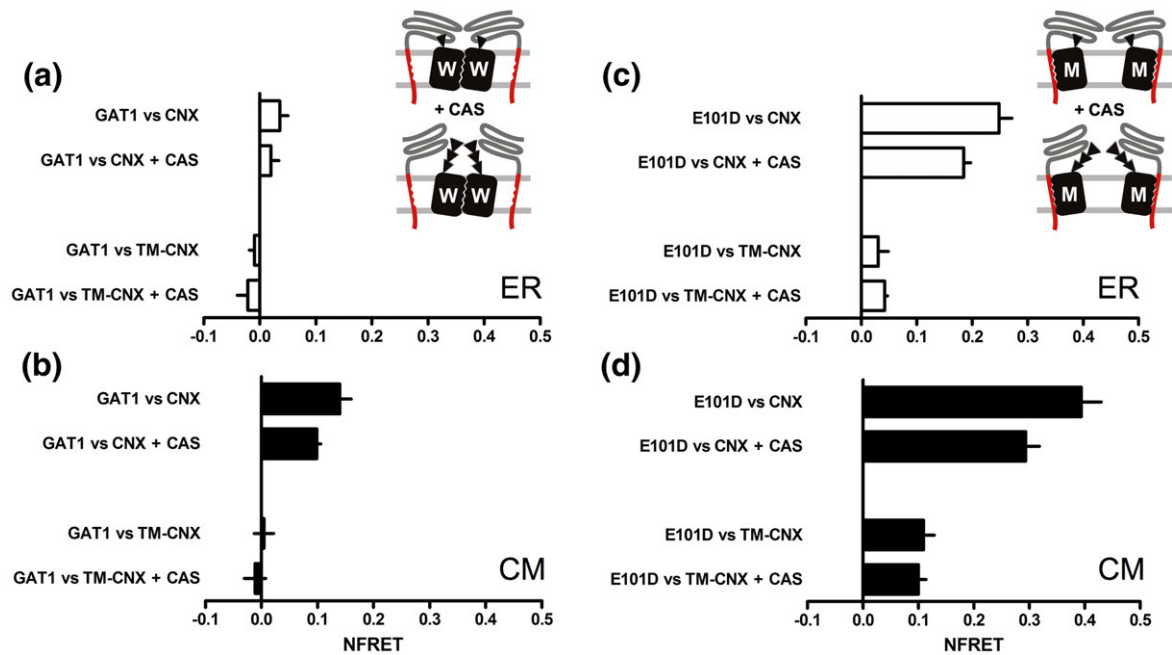 (a)
W W
+ CAS
W W
GAT1 vs CNX
GAT1 vs CNX + CAS
GAT1 vs TM-CNX
GAT1 vs TM-CNX + CAS
ER
-0.1 0.0 0.1 0.2 0.3 0.4 0.5
(b)
GAT1 vs CNX
GAT1 vs CNX + CAS
GAT1 vs TM-CNX
GAT1 vs TM-CNX + CAS
CM
-0.1 0.0 0.1 0.2 0.3 0.4 0.5
NFRET
(c)
M M
+ CAS
M M
E101D vs CNX
E101D vs CNX + CAS
E101D vs TM-CNX
E101D vs TM-CNX + CAS
ER
-0.1 0.0 0.1 0.2 0.3 0.4 0.5
(d)
E101D vs CNX
E101D vs CNX + CAS
E101D vs TM-CNX
E101D vs TM-CNX + CAS
CM
-0.1 0.0 0.1 0.2 0.3 0.4 0.5
NFRET